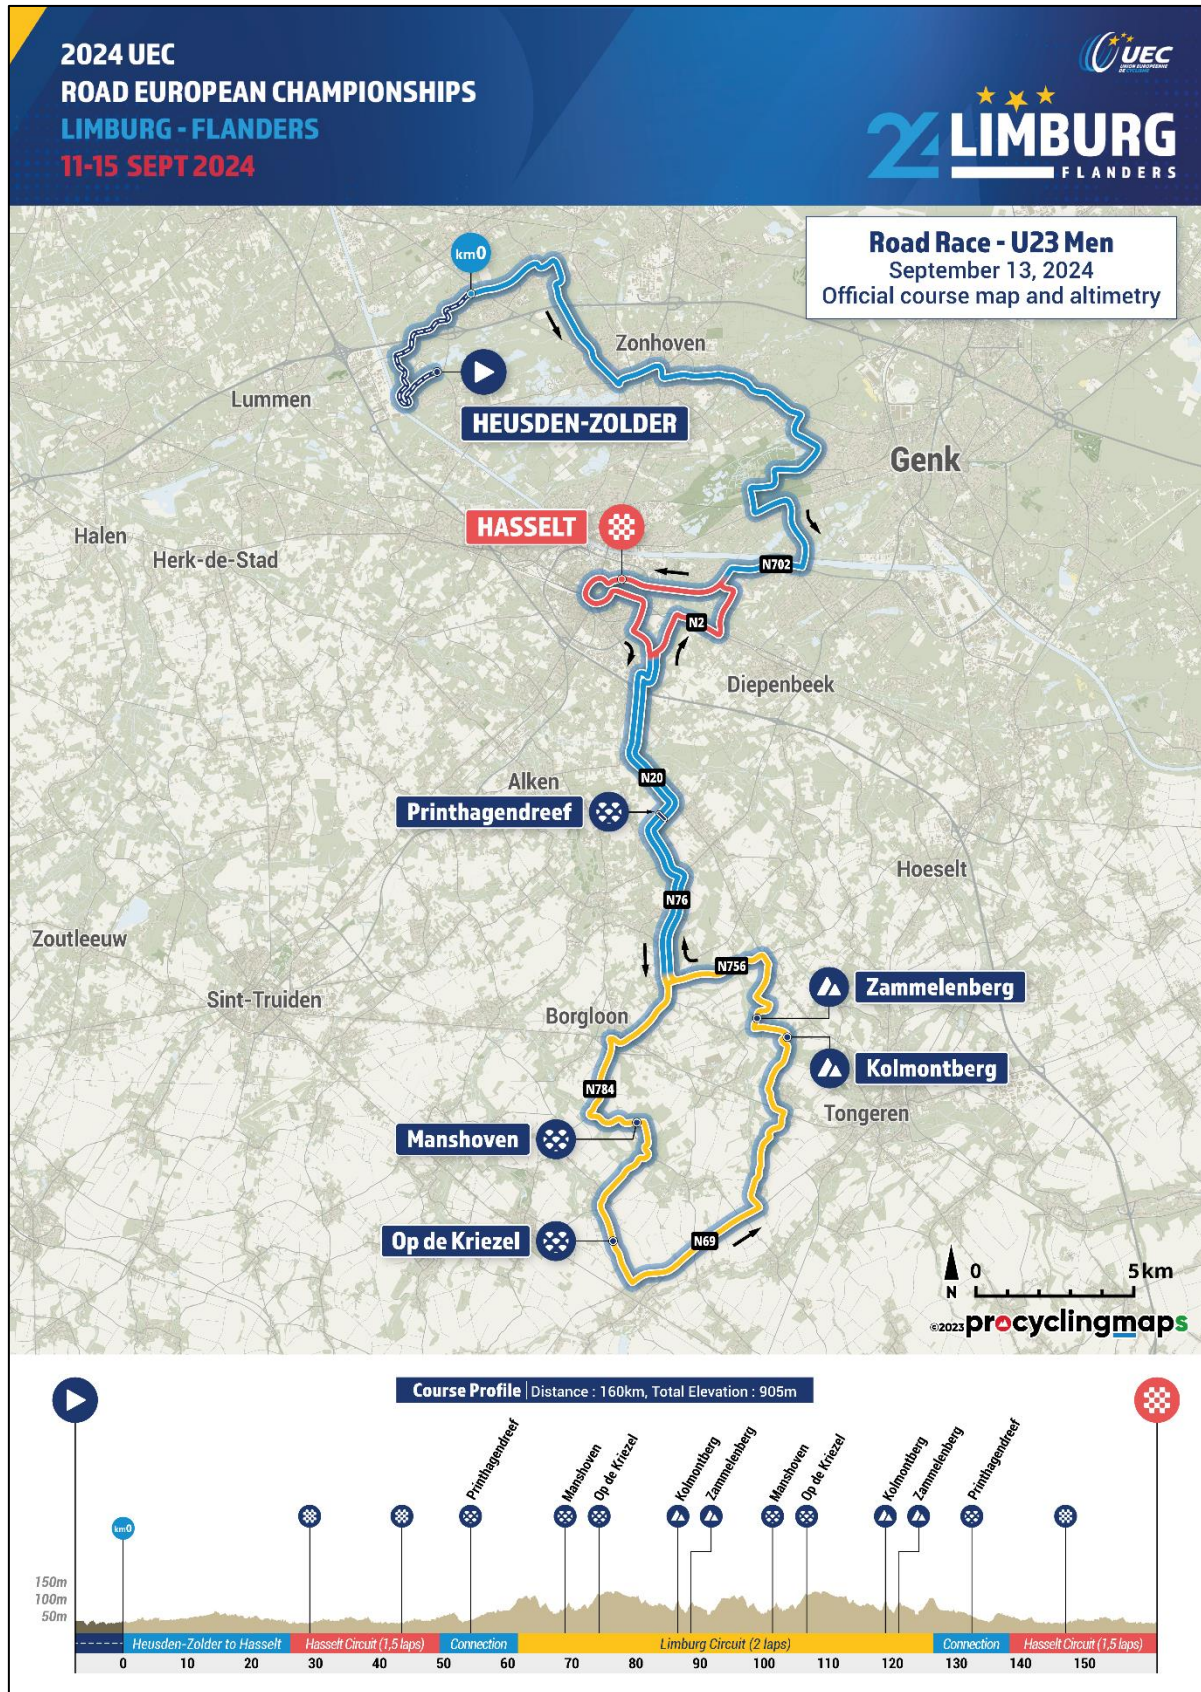 2024 UEC
ROAD EUROPEAN CHAMPIONSHIPS
LIMBURG - FLANDERS
11-15 SEPT 2024
UEC
UNION EUROPÉENNE
DE CYCLISME
24 LIMBURG
FLANDERS
Road Race - U23 Men
September 13, 2024
Official course map and altimetry
km0
Zonhoven
Lummen
HEUSDEN-ZOLDER
Genk
HASSELT
Halen
Herk-de-Stad
N702
N2
Diepenbeek
N20
Alken
Printhagendreef
Hoeselt
N76
Zoutleeuw
N756
Zammelenberg
Sint-Truiden
Borgloon
Kolmontberg
N784
Tongeren
Manshoven
Op de Kriezel
N69
N
0 5km
©2023 procyclingmaps
Course Profile | Distance : 160km, Total Elevation : 905m
Printhagendreef
Manshoven
Op de Kriezel
Kolmontberg
Zammelenberg
Manshoven
Op de Kriezel
Kolmontberg
Zammelenberg
Printhagendreef
km0
150m
100m
50m
Heusden-Zolder to Hasselt
Hasselt Circuit (1,5 laps)
Connection
Limburg Circuit (2 laps)
Connection
Hasselt Circuit (1,5 laps)
0 10 20 30 40 50 60 70 80 90 100 110 120 130 140 150